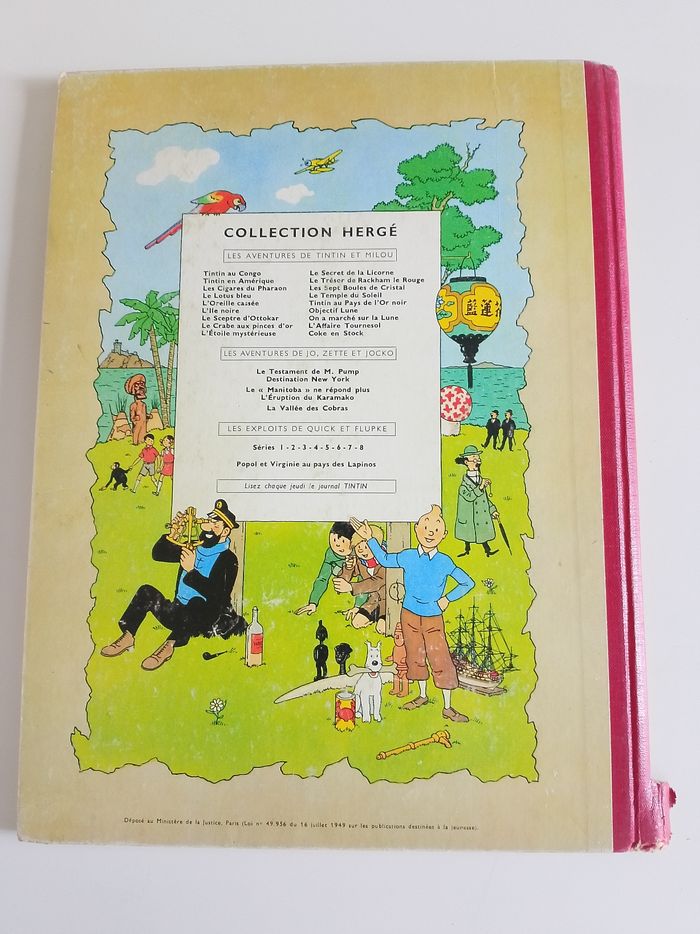 COLLECTION HERGÉ
LES AVENTURES DE TINTIN ET MILOU
Tintin au Congo
Tintin en Amérique
Les Cigares du Pharaon
Le Lotus bleu
L'Oreille cassée
L'Ile noire
Le Sceptre d'Ottokar
Le Crabe aux pinces d'or
L'Étoile mystérieuse
Le Secret de la Licorne
Le Trésor de Rackham le Rouge
Les Sept Boules de Cristal
Le Temple du Soleil
Tintin au Pays de l'Or noir
Objectif Lune
On a marché sur la Lune
L'Affaire Tournesol
Coke en Stock
LES AVENTURES DE JO, ZETTE ET JOCKO
Le Testament de M. Pump
Destination New York
Le « Manitoba » ne répond plus
L'Éruption du Karamako
La Vallée des Cobras
LES EXPLOITS DE QUICK ET FLUPKE
Séries 1 - 2 - 3 - 4 - 5 - 6 - 7 - 8
Popol et Virginie au pays des Lapinos
Lisez chaque jeudi le journal TINTIN
藍蓮
Déposé au Ministère de la Justice, Paris (Loi n° 49.956 du 16 juillet 1949 sur les publications destinées à la jeunesse).